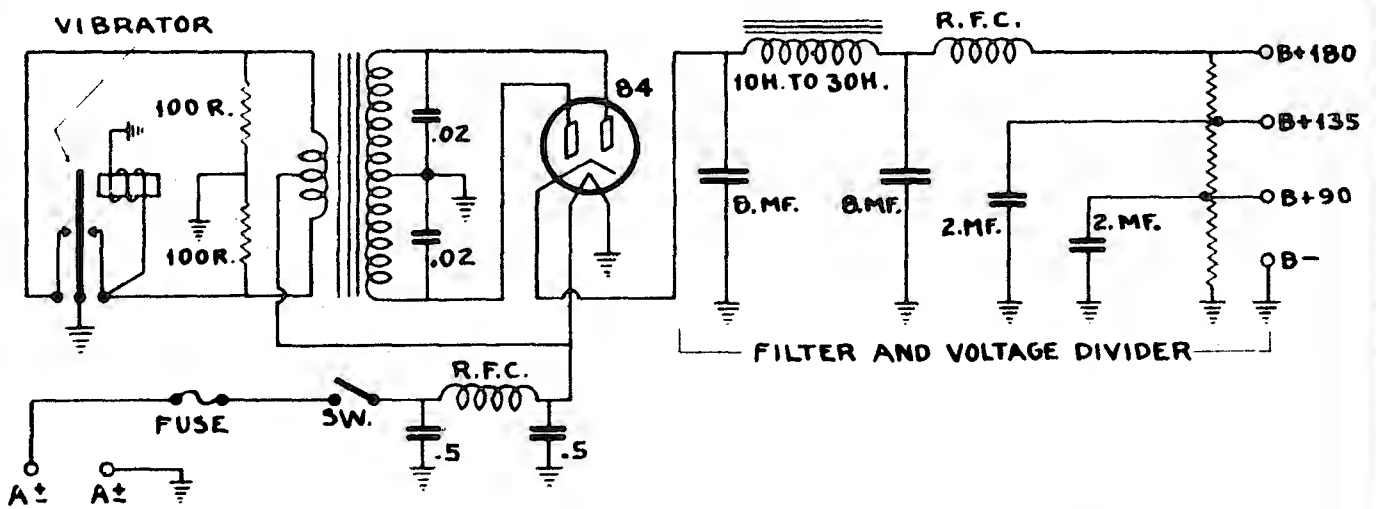 VIBRATOR
R.F.C.
B+180
100 R.
84
10H. TO 30H.
.02
B+135
8.MF.
8.MF.
2.MF.
2.MF.
B+90
100R.
.02
B-
FILTER AND VOLTAGE DIVIDER
R.F.C.
FUSE
SW.
.5
.5
A±
A±